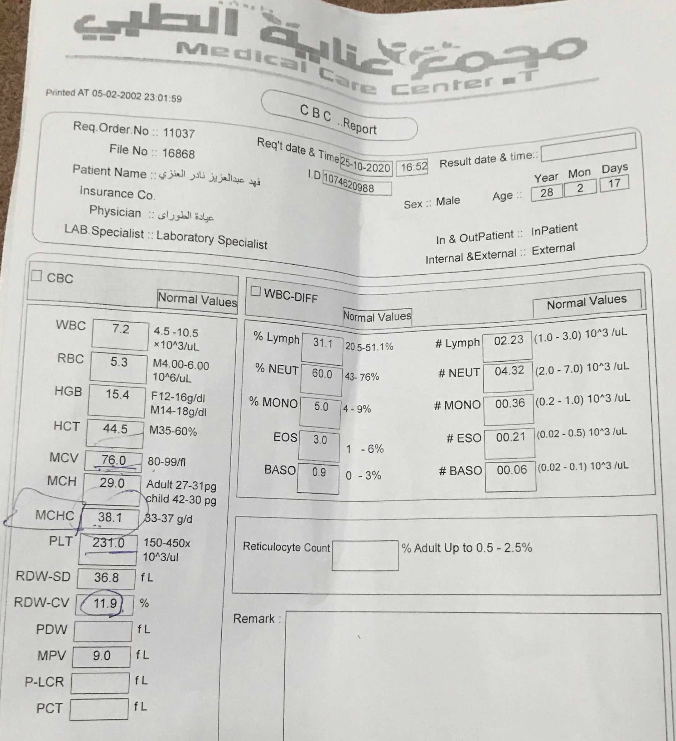 مجمع عناية الطبي
Medical Care Center .T
Printed AT 05-02-2002 23:01:59
CBC ..Report
Req.Order.No :: 11037
File No :: 16868
Patient Name :: فهد عبدالعزيز نادر العنزي
Insurance Co.
Physician :: عيادة الطوراى
LAB.Specialist :: Laboratory Specialist
Req't date & Time 25-10-2020 16:52
I.D 1074620988
Result date & time::
Sex :: Male
Age :: Year 28 Mon 2 Days 17
In & OutPatient :: InPatient
Internal &External :: External
CBC
Normal Values
WBC 7.2 4.5 -10.5 ×10^3/uL
RBC 5.3 M4.00-6.00 10^6/uL
HGB 15.4 F12-16g/dl M14-18g/dl
HCT 44.5 M35-60%
MCV 76.0 80-99/fl
MCH 29.0 Adult 27-31pg child 42-30 pg
MCHC 38.1 33-37 g/d
PLT 231.0 150-450x 10^3/ul
RDW-SD 36.8 f L
RDW-CV 11.9 %
PDW f L
MPV 9.0 f L
P-LCR f L
PCT f L
WBC-DIFF
Normal Values
Normal Values
% Lymph 31.1 20.5-51.1%
% NEUT 60.0 43- 76%
% MONO 5.0 4 - 9%
EOS 3.0 1 - 6%
BASO 0.9 0 - 3%
# Lymph 02.23 (1.0 - 3.0) 10^3 /uL
# NEUT 04.32 (2.0 - 7.0) 10^3 /uL
# MONO 00.36 (0.2 - 1.0) 10^3 /uL
# ESO 00.21 (0.02 - 0.5) 10^3 /uL
# BASO 00.06 (0.02 - 0.1) 10^3 /uL
Reticulocyte Count % Adult Up to 0.5 - 2.5%
Remark :